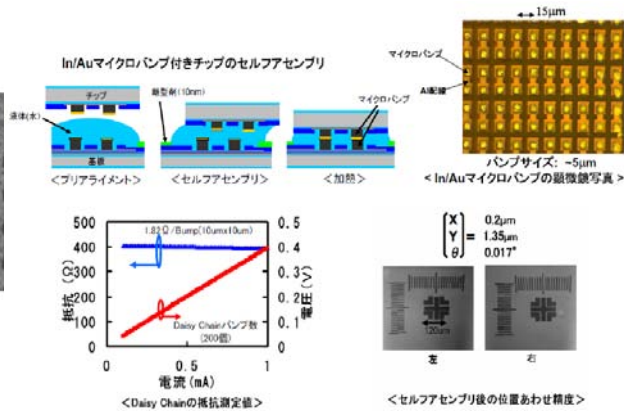 In/Auマイクロバンプ付きチップのセルフアセンブリ
チップ
液体(水)
基板
離型剤(10nm)
マイクロバンプ
<プリアライメント>
<セルフアセンブリ>
<加熱>
15μm
マイクロバンプ
Al配線
バンプサイズ: ~5μm
< In/Auマイクロバンプの顕微鏡写真 >
抵抗(Ω)
500
400
300
200
100
0
1.82Ω/Bump(10umx10um)
Daisy Chainバンプ数
(200個)
0.5
0.4
0.3
0.2
0.1
0
電圧(V)
0
0.5
1
電流(mA)
<Daisy Chainの抵抗測定値>
X 0.2μm
Y = 1.35μm
θ 0.017°
120um
左
右
<セルフアセンブリ後の位置あわせ精度>